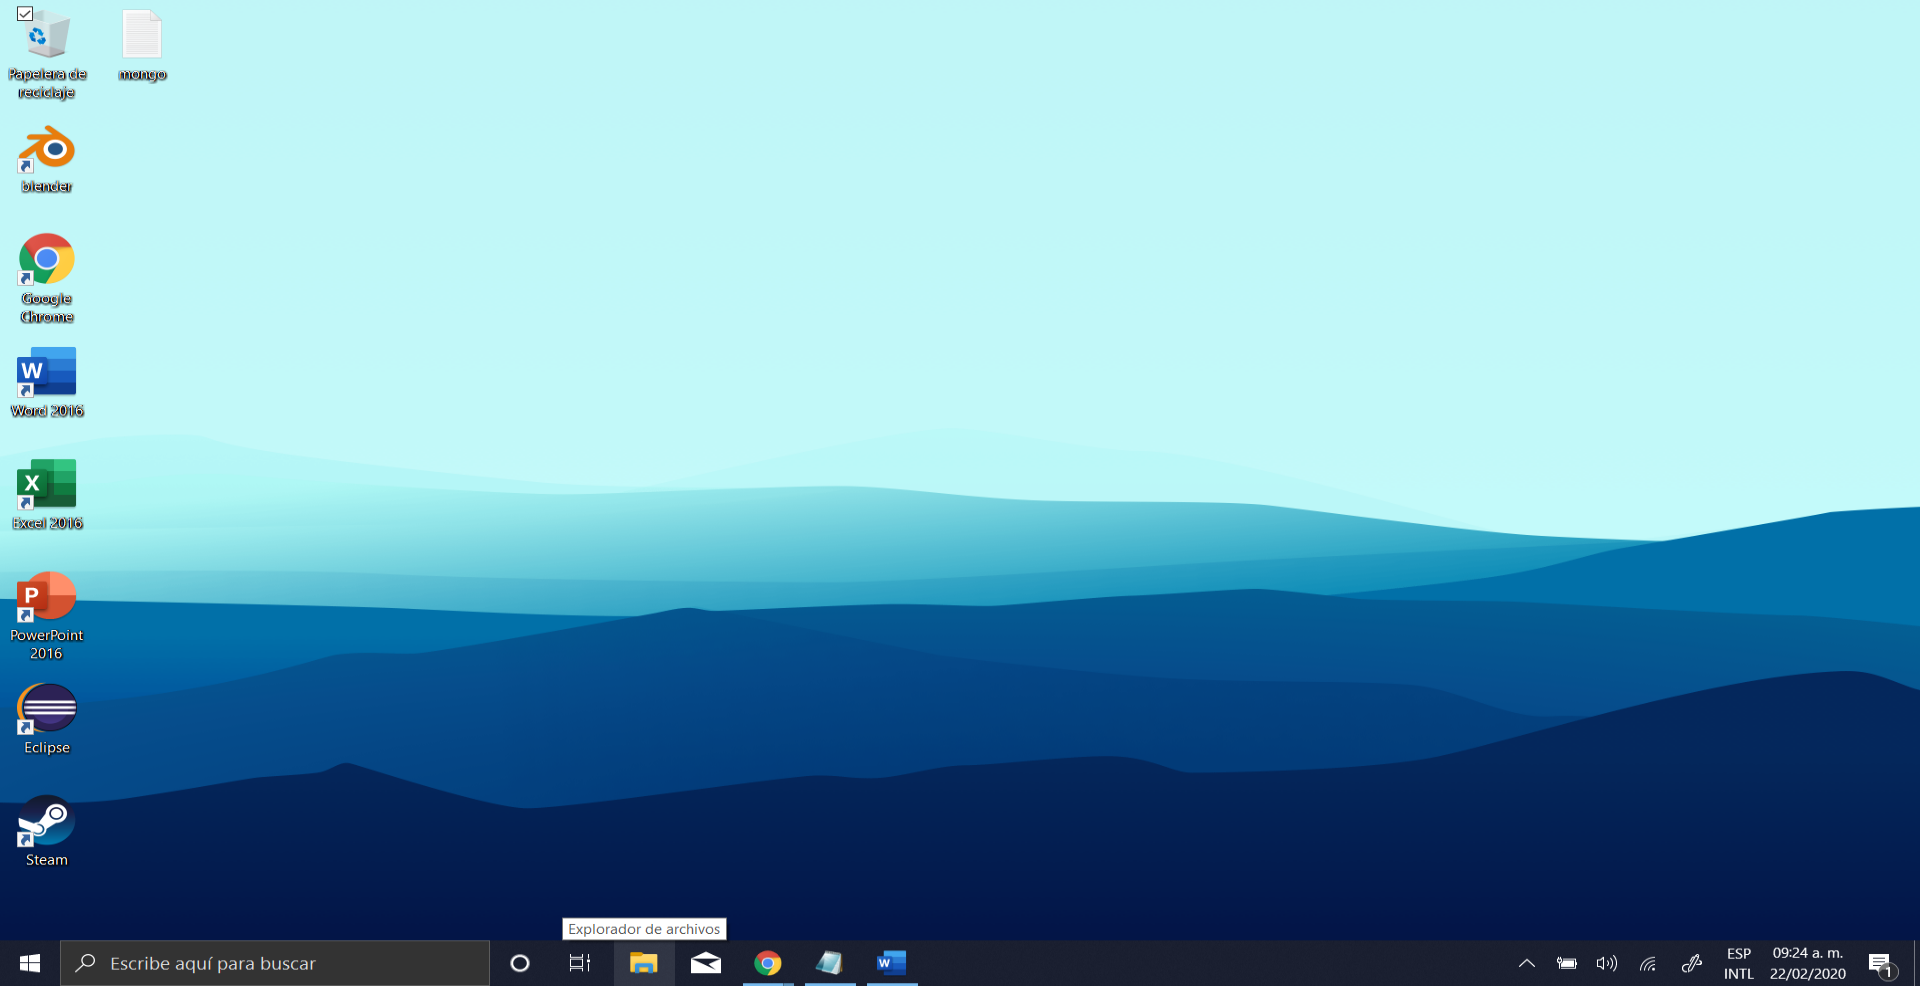 Papelera de
reciclaje
mongo
blender
Google
Chrome
W
Word 2016
X
Excel 2016
P
PowerPoint
2016
Eclipse
Steam
Explorador de archivos
Escribe aquí para buscar
W
ESP
INTL
09:24 a. m.
22/02/2020
1